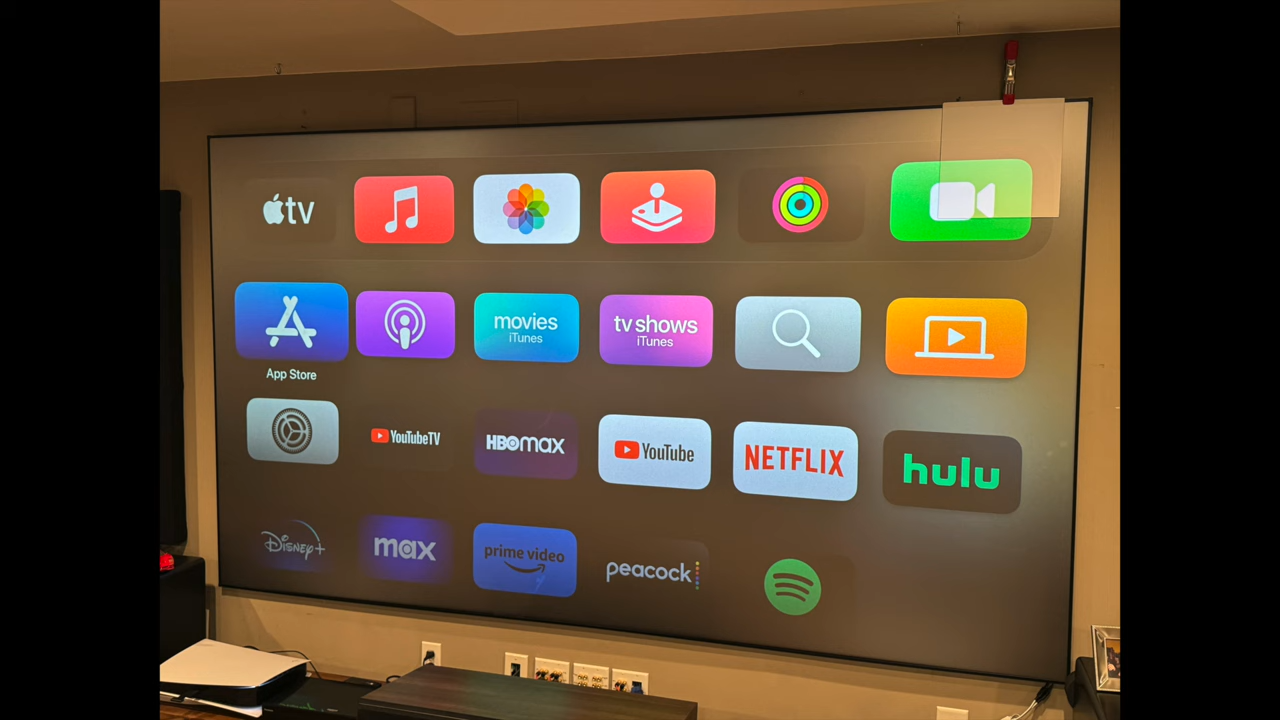 tv
movies
iTunes
tv shows
iTunes
App Store
YouTubeTV
HBOMAX
YouTube
NETFLIX
hulu
Disney+
max
prime video
peacock